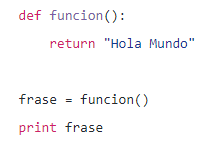 def funcion():
    return "Hola Mundo"

frase = funcion()
print frase